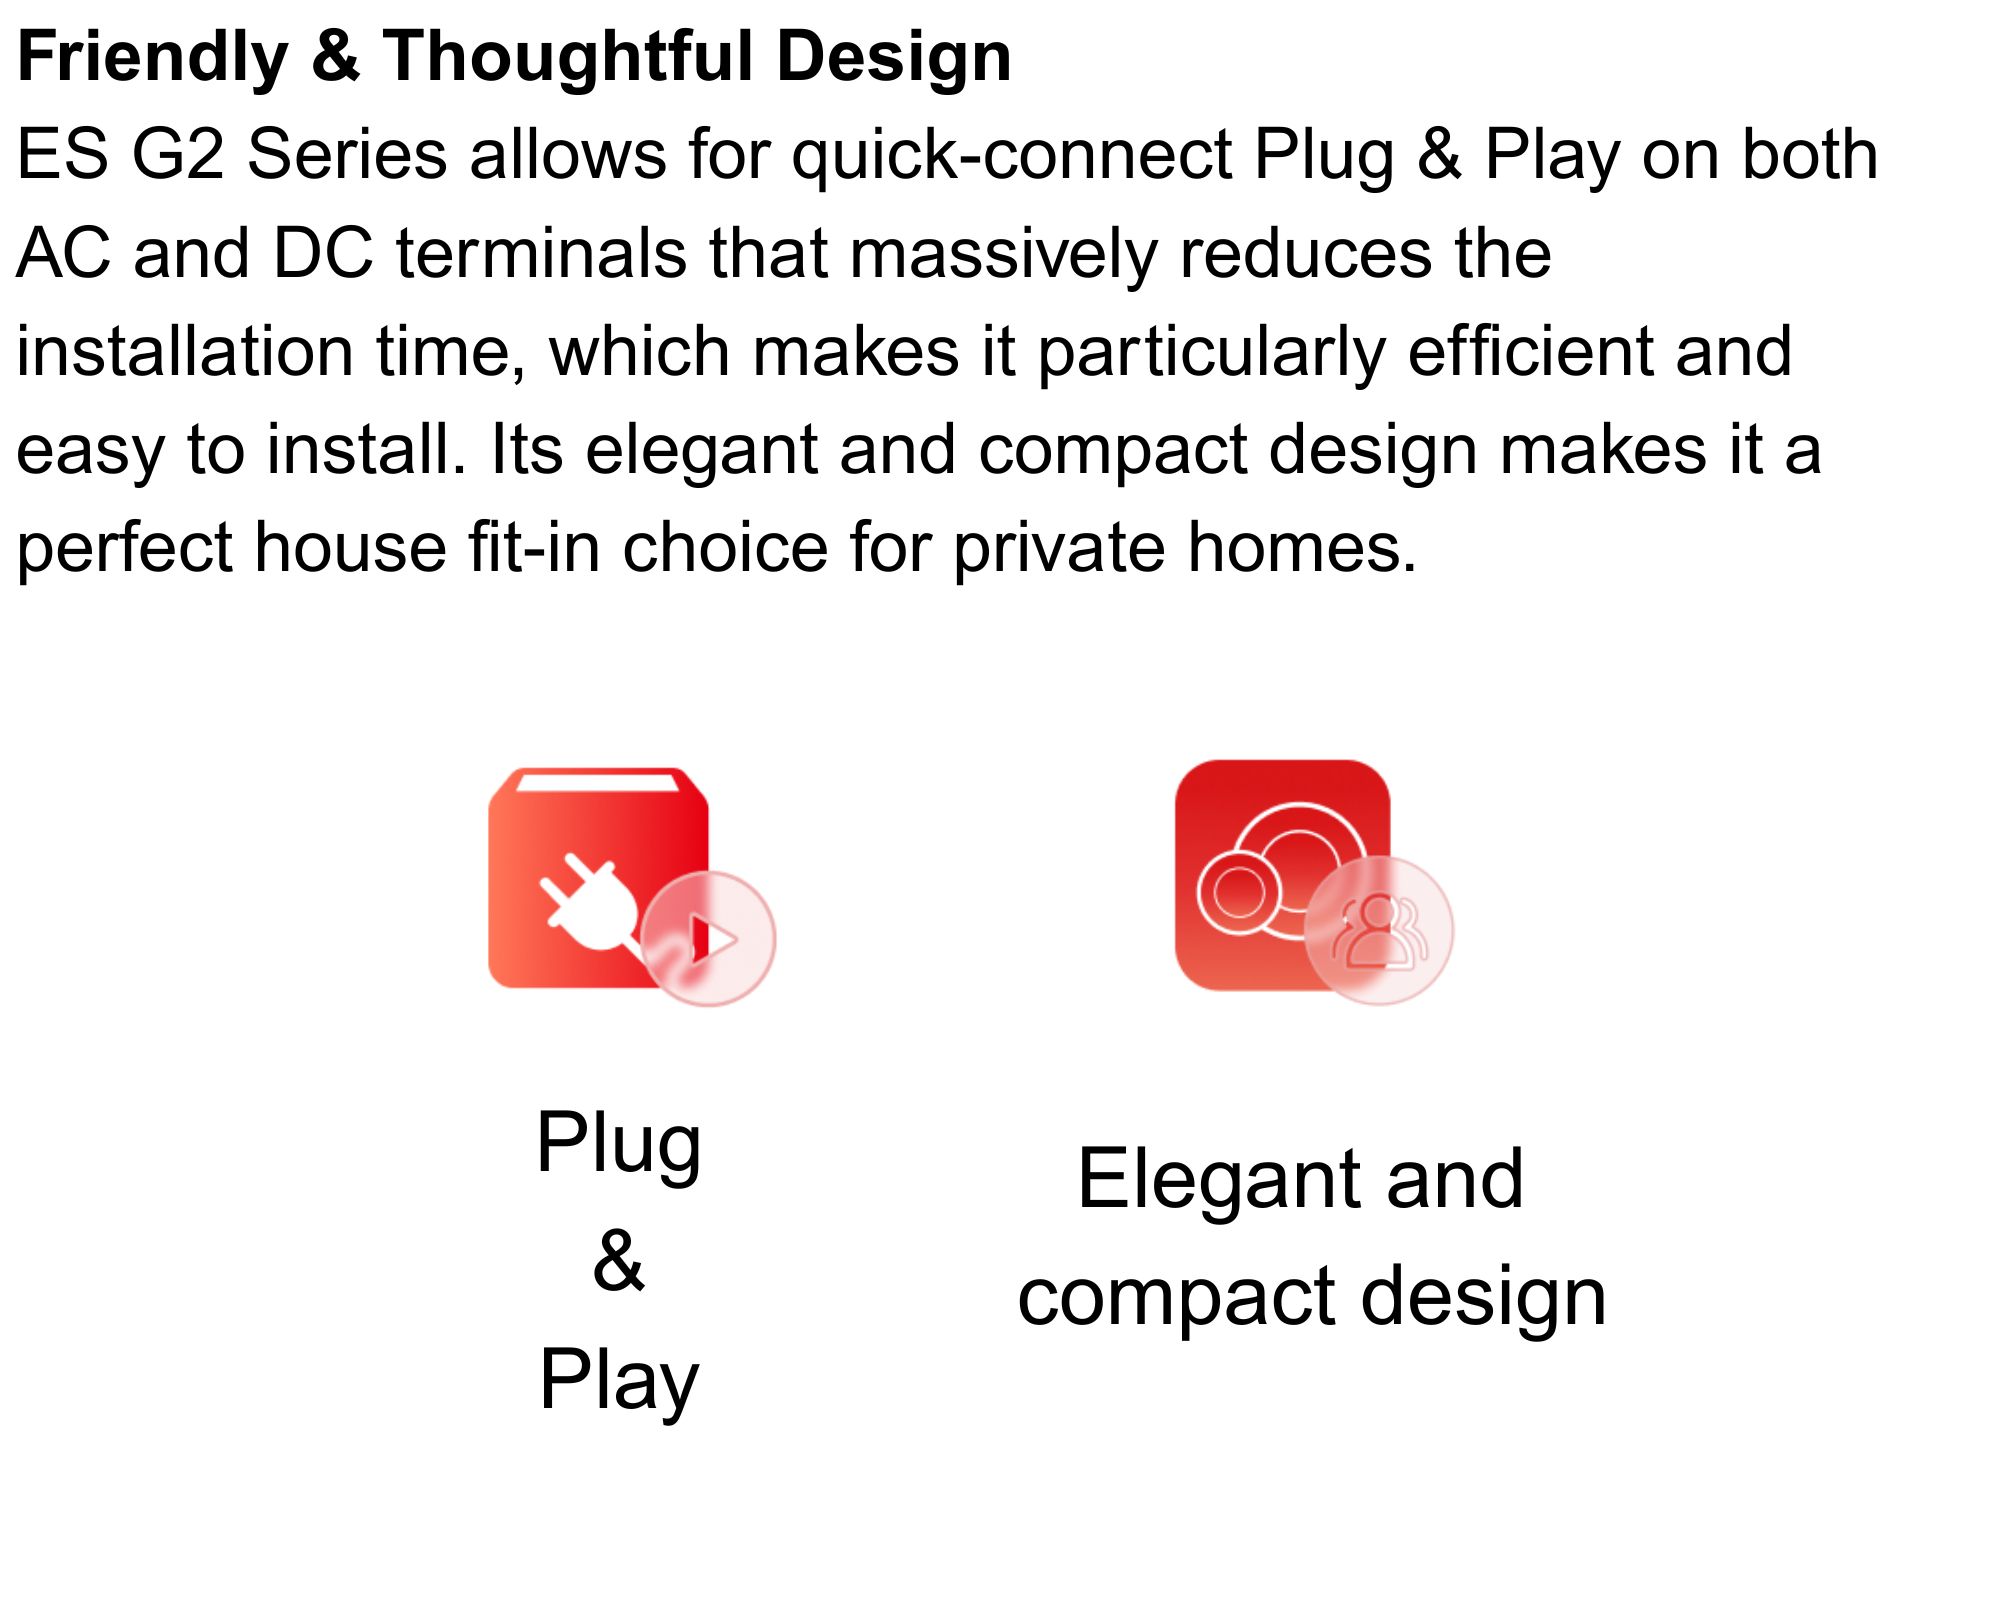 Friendly & Thoughtful Design
ES G2 Series allows for quick-connect Plug & Play on both
AC and DC terminals that massively reduces the
installation time, which makes it particularly efficient and
easy to install. Its elegant and compact design makes it a
perfect house fit-in choice for private homes.
Plug
&
Play
Elegant and
compact design